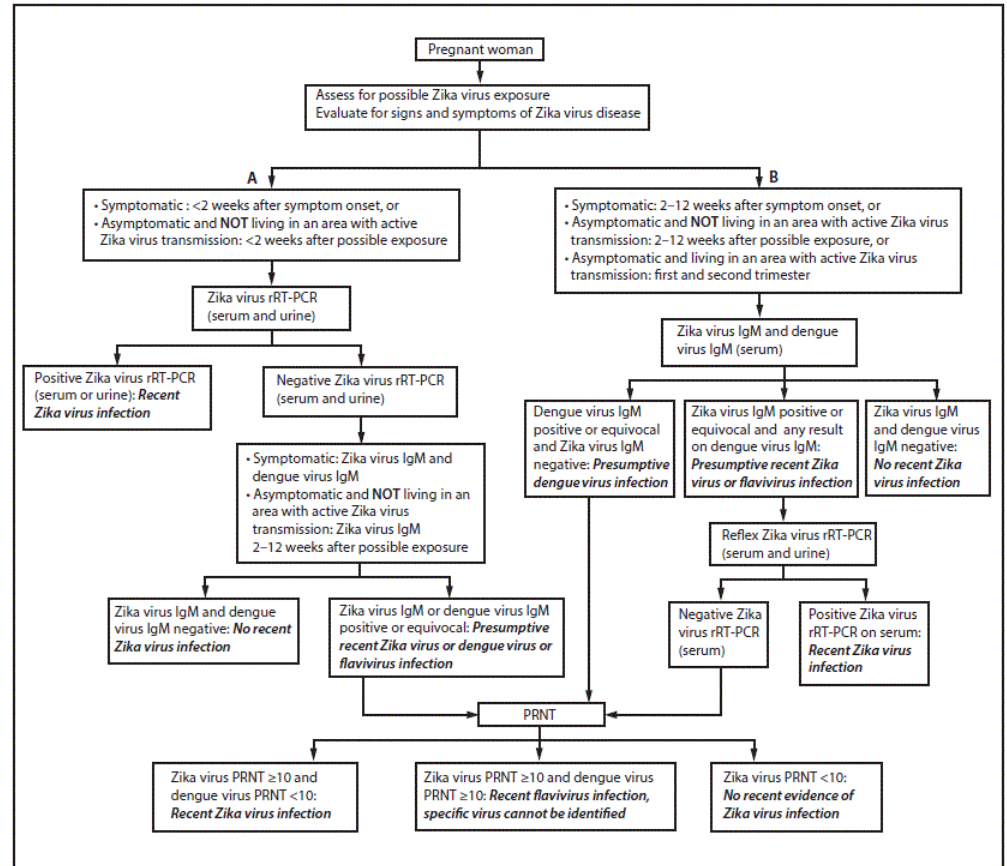 Pregnant woman
Assess for possible Zika virus exposure
Evaluate for signs and symptoms of Zika virus disease
A
• Symptomatic : <2 weeks after symptom onset, or
• Asymptomatic and NOT living in an area with active
Zika virus transmission: <2 weeks after possible exposure
Zika virus rRT-PCR
(serum and urine)
Positive Zika virus rRT-PCR
(serum or urine): Recent
Zika virus infection
Negative Zika virus rRT-PCR
(serum and urine)
• Symptomatic: Zika virus IgM and
dengue virus IgM
• Asymptomatic and NOT living in an
area with active Zika virus
transmission: Zika virus IgM
2–12 weeks after possible exposure
Zika virus IgM and dengue
virus IgM negative: No recent
Zika virus infection
Zika virus IgM or dengue virus IgM
positive or equivocal: Presumptive
recent Zika virus or dengue virus or
flavivirus infection
B
• Symptomatic: 2–12 weeks after symptom onset, or
• Asymptomatic and NOT living in an area with active Zika virus
transmission: 2–12 weeks after possible exposure, or
• Asymptomatic and living in an area with active Zika virus
transmission: first and second trimester
Zika virus IgM and dengue
virus IgM (serum)
Dengue virus IgM
positive or equivocal
and Zika virus IgM
negative: Presumptive
dengue virus infection
Zika virus IgM positive or
equivocal and any result
on dengue virus IgM:
Presumptive recent Zika
virus or flavivirus infection
Zika virus IgM
and dengue virus
IgM negative:
No recent Zika
virus infection
Reflex Zika virus rRT-PCR
(serum and urine)
Negative Zika
virus rRT-PCR
(serum)
Positive Zika virus
rRT-PCR on serum:
Recent Zika virus
infection
PRNT
Zika virus PRNT ≥10 and
dengue virus PRNT <10:
Recent Zika virus infection
Zika virus PRNT ≥10 and dengue virus
PRNT ≥10: Recent flavivirus infection,
specific virus cannot be identified
Zika virus PRNT <10:
No recent evidence of
Zika virus infection